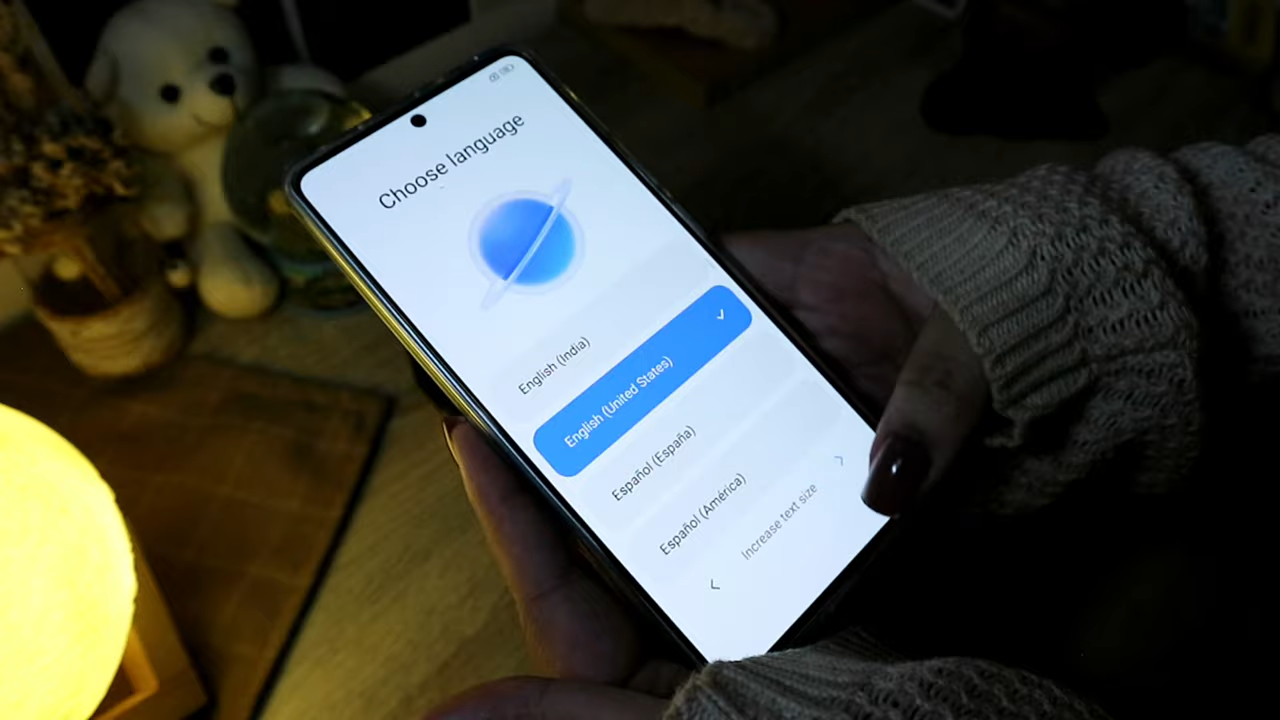 Choose language
English (India)
English (United States)
Español (España)
Español (América)
Increase text size